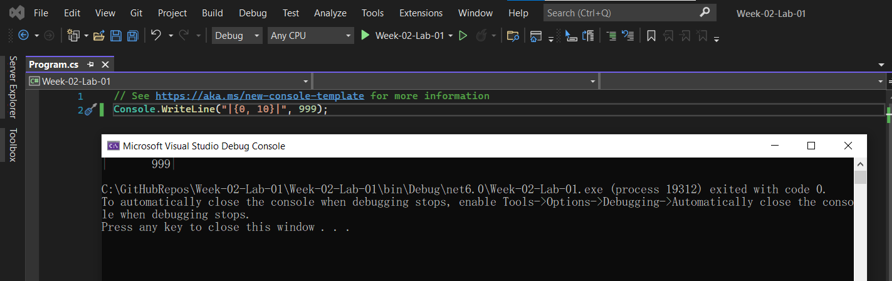 File Edit View Git Project Build Debug Test Analyze Tools Extensions Window Help Search (Ctrl+Q) Week-02-Lab-01
Debug Any CPU Week-02-Lab-01
Server Explorer
Toolbox
Program.cs
C# Week-02-Lab-01
1 // See https://aka.ms/new-console-template for more information
2 Console.WriteLine("|{0, 10}|", 999);
Microsoft Visual Studio Debug Console
|       999|
C:\GitHubRepos\Week-02-Lab-01\Week-02-Lab-01\bin\Debug\net6.0\Week-02-Lab-01.exe (process 19312) exited with code 0.
To automatically close the console when debugging stops, enable Tools->Options->Debugging->Automatically close the conso
le when debugging stops.
Press any key to close this window . . .